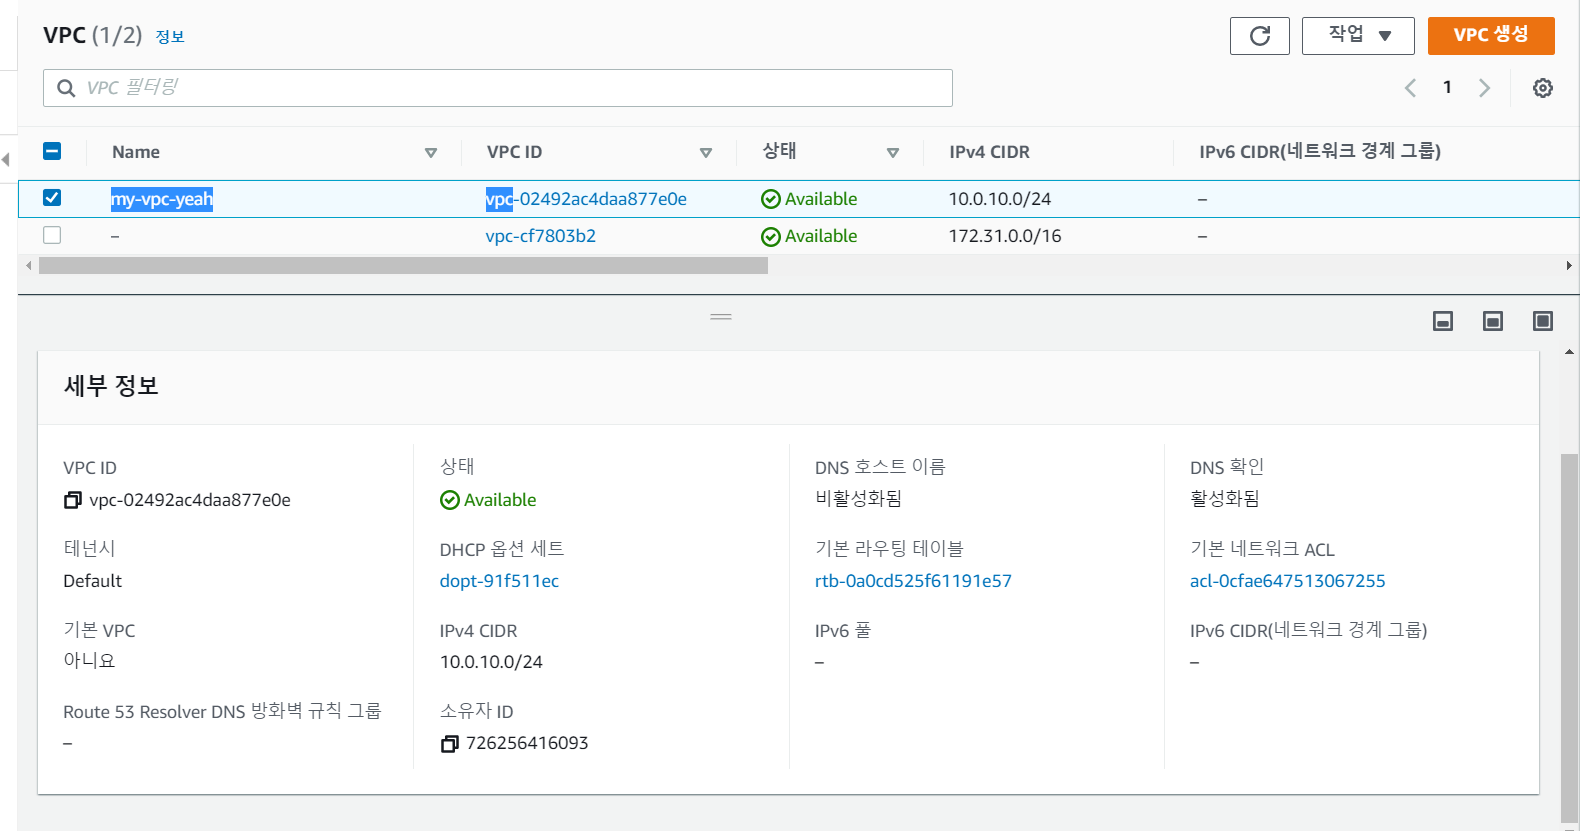 VPC (1/2) 정보
작업 VPC 생성
VPC 필터링
1
Name VPC ID 상태 IPv4 CIDR IPv6 CIDR(네트워크 경계 그룹)
my-vpc-yeah vpc-02492ac4daa877e0e Available 10.0.10.0/24 –
– vpc-cf7803b2 Available 172.31.0.0/16 –
세부 정보
VPC ID 상태 DNS 호스트 이름 DNS 확인
vpc-02492ac4daa877e0e Available 비활성화됨 활성화됨
테넌시 DHCP 옵션 세트 기본 라우팅 테이블 기본 네트워크 ACL
Default dopt-91f511ec rtb-0a0cd525f61191e57 acl-0cfae647513067255
기본 VPC IPv4 CIDR IPv6 풀 IPv6 CIDR(네트워크 경계 그룹)
아니요 10.0.10.0/24 – –
Route 53 Resolver DNS 방화벽 규칙 그룹 소유자 ID
– 726256416093